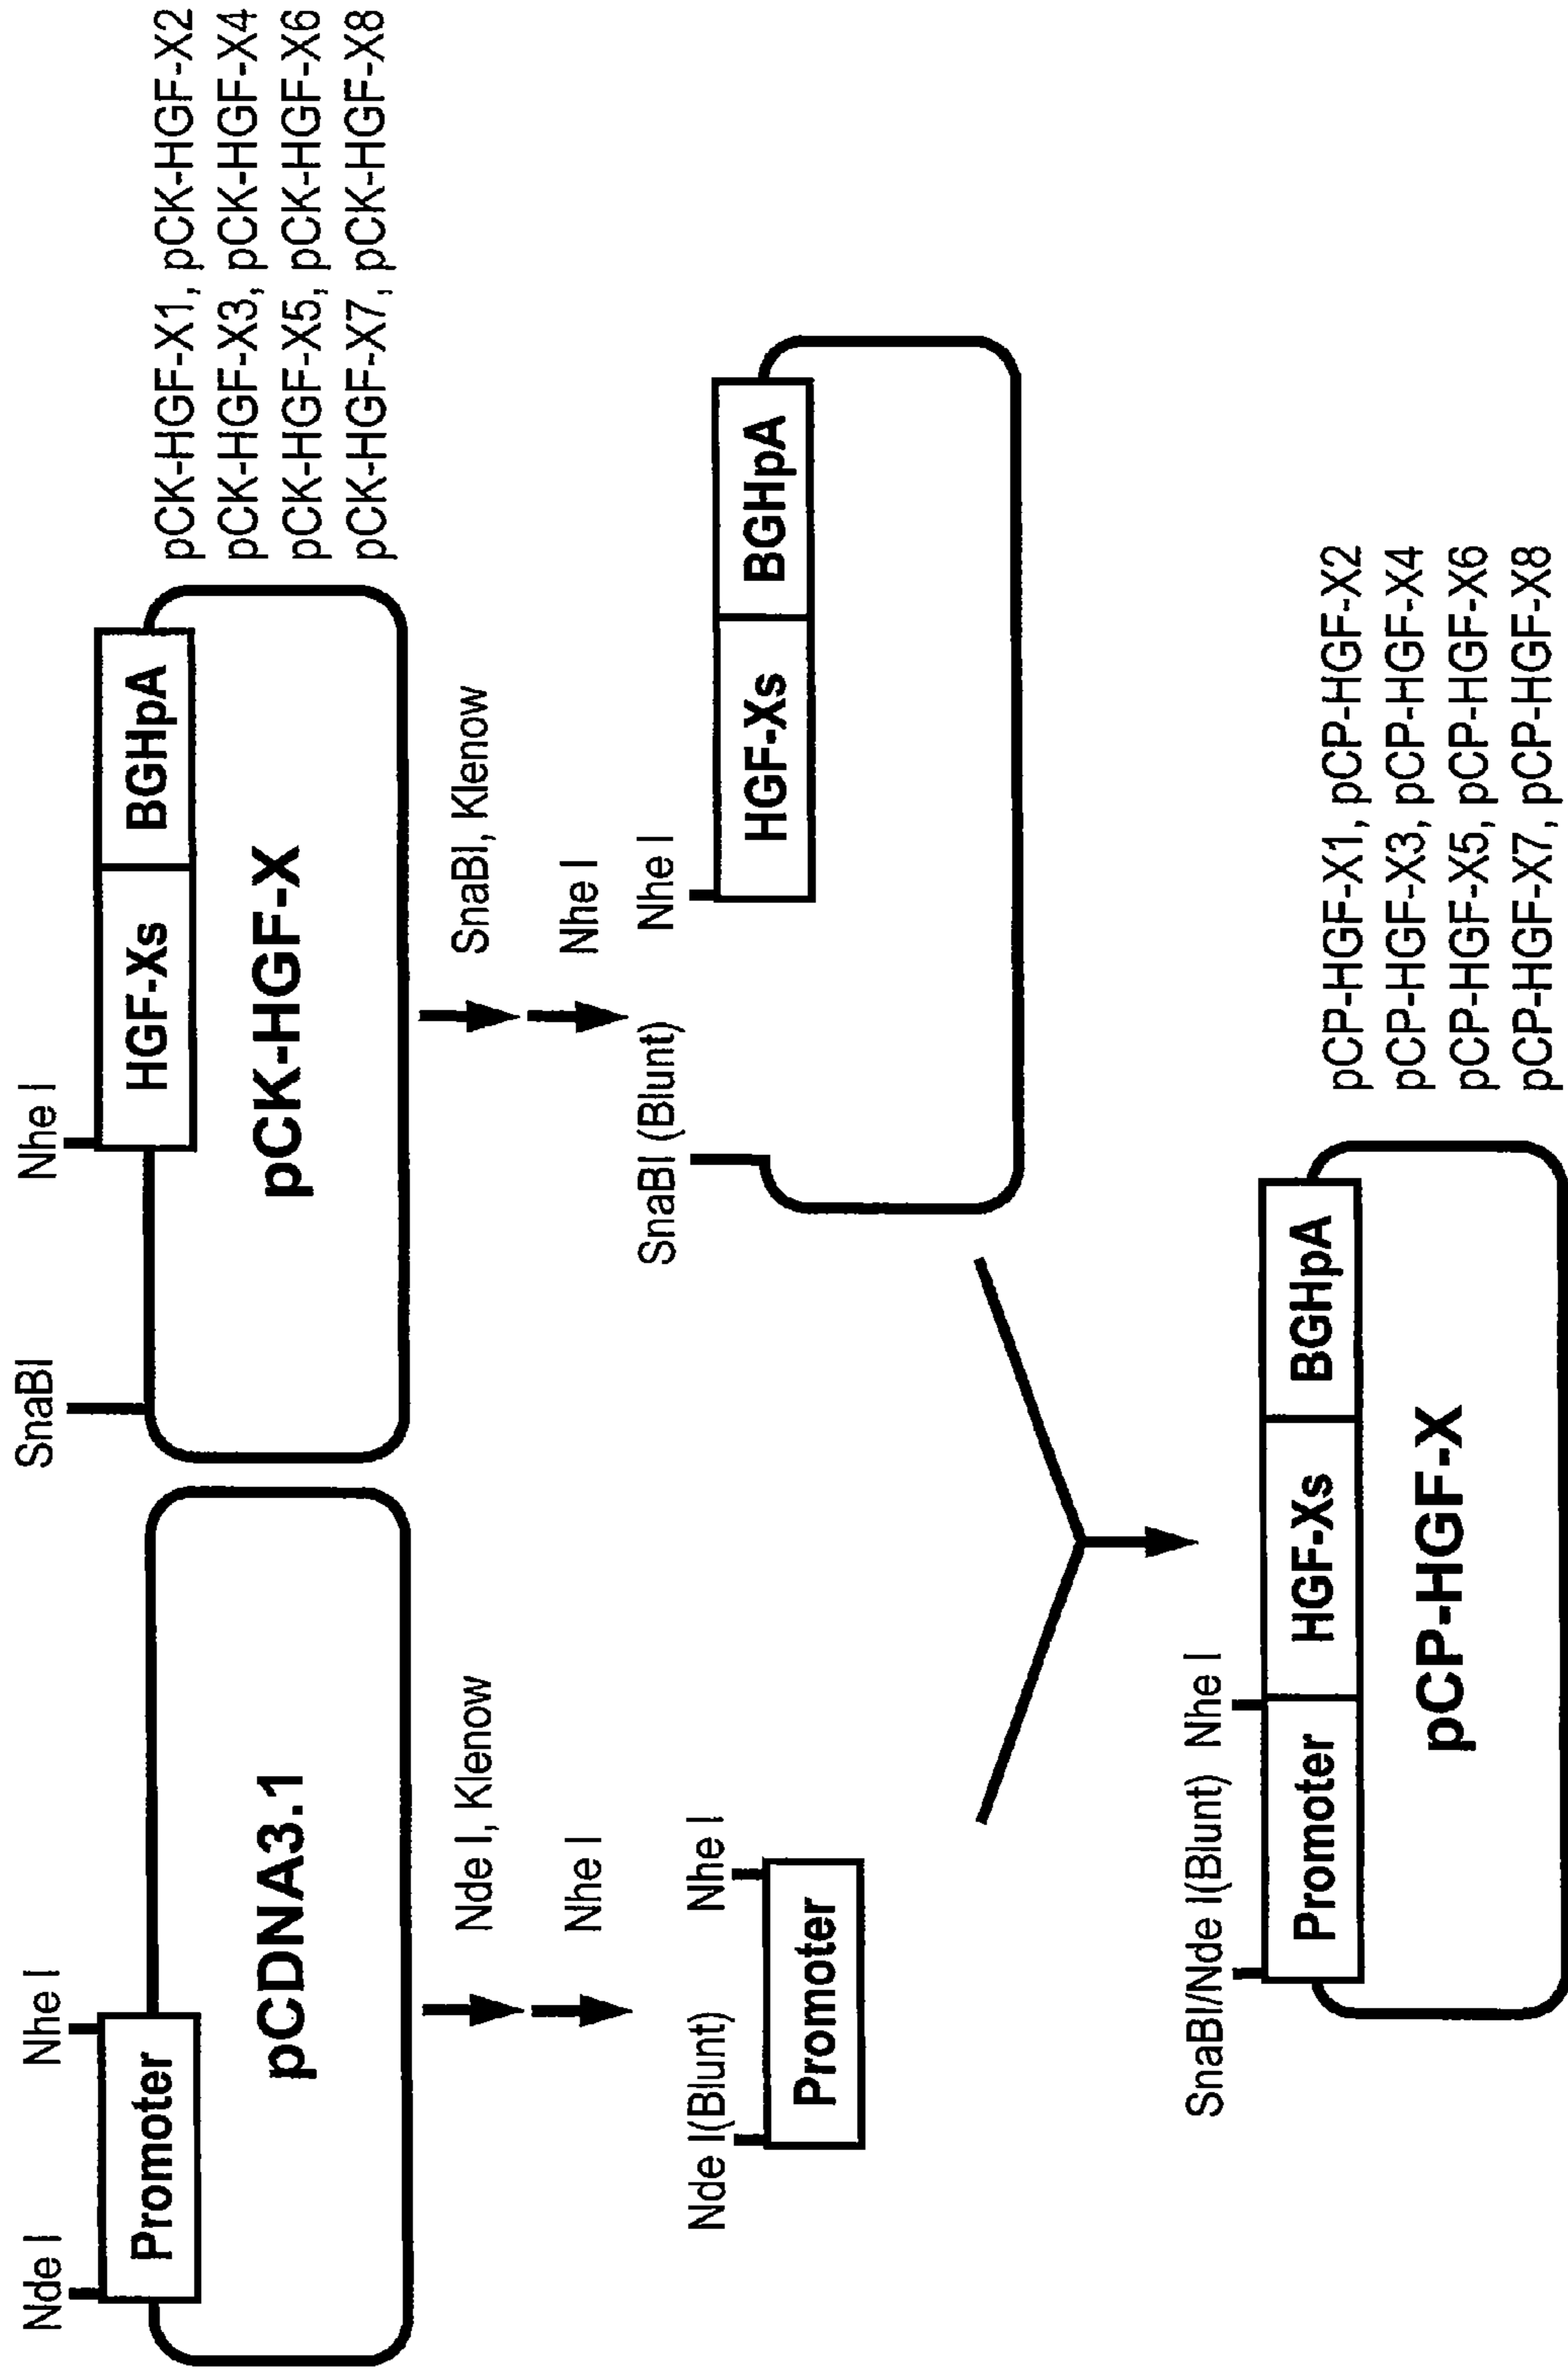 Nde I
Nhe I
Promoter
pCDNA3.1
SnaBI
Nhe I
HGF-Xs
BGHpA
pCK-HGF-X
pCK-HGF-X1, pCK-HGF-X2
pCK-HGF-X3, pCK-HGF-X4
pCK-HGF-X5, pCK-HGF-X6
pCK-HGF-X7, pCK-HGF-X8
Nde I, Klenow
Nhe I
SnaBI, Klenow
Nhe I
Nde I(Blunt)
Nhe I
Promoter
SnaBI (Blunt)
Nhe I
HGF-Xs
BGHpA
SnaBI/Nde I(Blunt)
Nhe I
Promoter
HGF-Xs
BGHpA
pCP-HGF-X
pCP-HGF-X1, pCP-HGF-X2
pCP-HGF-X3, pCP-HGF-X4
pCP-HGF-X5, pCP-HGF-X6
pCP-HGF-X7, pCP-HGF-X8